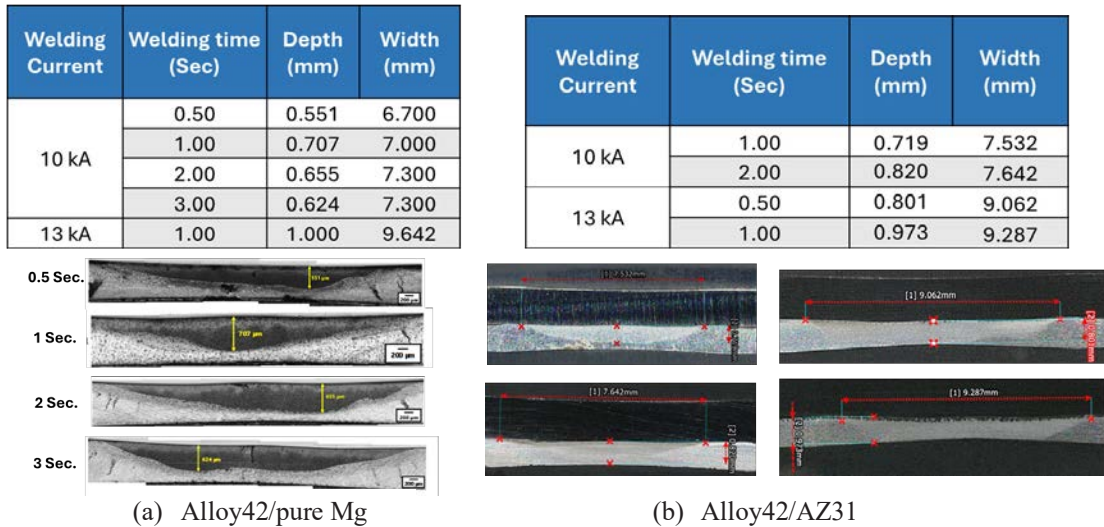 Welding Current Welding time (Sec) Depth (mm) Width (mm)
10 kA
0.50 0.551 6.700
1.00 0.707 7.000
2.00 0.655 7.300
3.00 0.624 7.300
13 kA 1.00 1.000 9.642
0.5 Sec.
551 µm
1 Sec.
707 µm
200 µm
2 Sec.
655 µm
3 Sec.
624 µm
(a) Alloy42/pure Mg
Welding Current Welding time (Sec) Depth (mm) Width (mm)
10 kA
1.00 0.719 7.532
2.00 0.820 7.642
13 kA
0.50 0.801 9.062
1.00 0.973 9.287
[1] 7.532mm
[1] 9.062mm
[1] 7.642mm
[1] 9.287mm
(b) Alloy42/AZ31